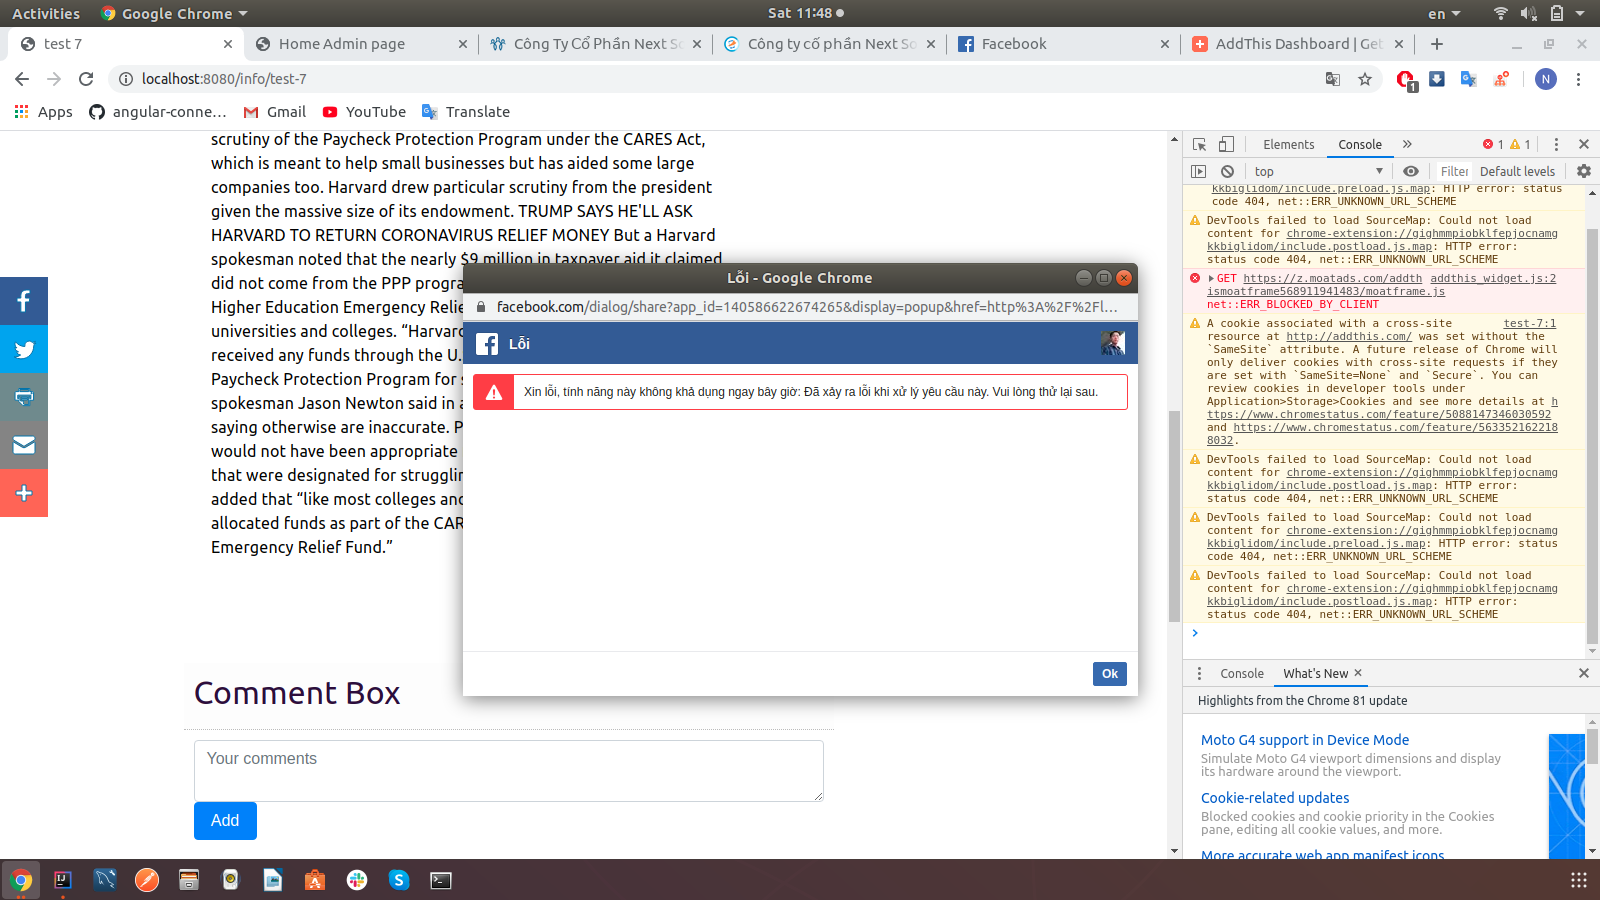 Activities
Google Chrome
Sat 11:48
en
test 7
Home Admin page
Công Ty Cổ Phần Next So
Công ty cổ phần Next So
Facebook
AddThis Dashboard | Get
localhost:8080/info/test-7
1
N
Apps
angular-conne...
Gmail
YouTube
Translate
scrutiny of the Paycheck Protection Program under the CARES Act,
which is meant to help small businesses but has aided some large
companies too. Harvard drew particular scrutiny from the president
given the massive size of its endowment. TRUMP SAYS HE'LL ASK
HARVARD TO RETURN CORONAVIRUS RELIEF MONEY But a Harvard
spokesman noted that the nearly $9 million in taxpayer aid it claimed
did not come from the PPP progra
Higher Education Emergency Relie
universities and colleges. “Harvard
received any funds through the U.
Paycheck Protection Program for s
spokesman Jason Newton said in a
saying otherwise are inaccurate. P
would not have been appropriate
that were designated for strugglin
added that “like most colleges and
allocated funds as part of the CAR
Emergency Relief Fund.”
Comment Box
Your comments
Add
Lỗi - Google Chrome
facebook.com/dialog/share?app_id=140586622674265&display=popup&href=http%3A%2F%2Fl...
Lỗi
Xin lỗi, tính năng này không khả dụng ngay bây giờ: Đã xảy ra lỗi khi xử lý yêu cầu này. Vui lòng thử lại sau.
Ok
Elements
Console
1
1
top
Filter
Default levels
kkbiglidom/include.preload.js.map: HTTP error: status
code 404, net::ERR_UNKNOWN_URL_SCHEME
DevTools failed to load SourceMap: Could not load
content for chrome-extension://gighmmpiobklfepjocnamg
kkbiglidom/include.postload.js.map: HTTP error:
status code 404, net::ERR_UNKNOWN_URL_SCHEME
GET https://z.moatads.com/addth addthis_widget.js:2
ismoatframe568911941483/moatframe.js
net::ERR_BLOCKED_BY_CLIENT
A cookie associated with a cross-site test-7:1
resource at http://addthis.com/ was set without the
`SameSite` attribute. A future release of Chrome will
only deliver cookies with cross-site requests if they
are set with `SameSite=None` and `Secure`. You can
review cookies in developer tools under
Application>Storage>Cookies and see more details at h
ttps://www.chromestatus.com/feature/5088147346030592
and https://www.chromestatus.com/feature/563352162218
8032.
DevTools failed to load SourceMap: Could not load
content for chrome-extension://gighmmpiobklfepjocnamg
kkbiglidom/include.postload.js.map: HTTP error:
status code 404, net::ERR_UNKNOWN_URL_SCHEME
DevTools failed to load SourceMap: Could not load
content for chrome-extension://gighmmpiobklfepjocnamg
kkbiglidom/include.preload.js.map: HTTP error: status
code 404, net::ERR_UNKNOWN_URL_SCHEME
DevTools failed to load SourceMap: Could not load
content for chrome-extension://gighmmpiobklfepjocnamg
kkbiglidom/include.postload.js.map: HTTP error:
status code 404, net::ERR_UNKNOWN_URL_SCHEME
Console
What's New
Highlights from the Chrome 81 update
Moto G4 support in Device Mode
Simulate Moto G4 viewport dimensions and display
its hardware around the viewport.
Cookie-related updates
Blocked cookies and cookie priority in the Cookies
pane, editing all cookie values, and more.
More accurate web app manifest icons